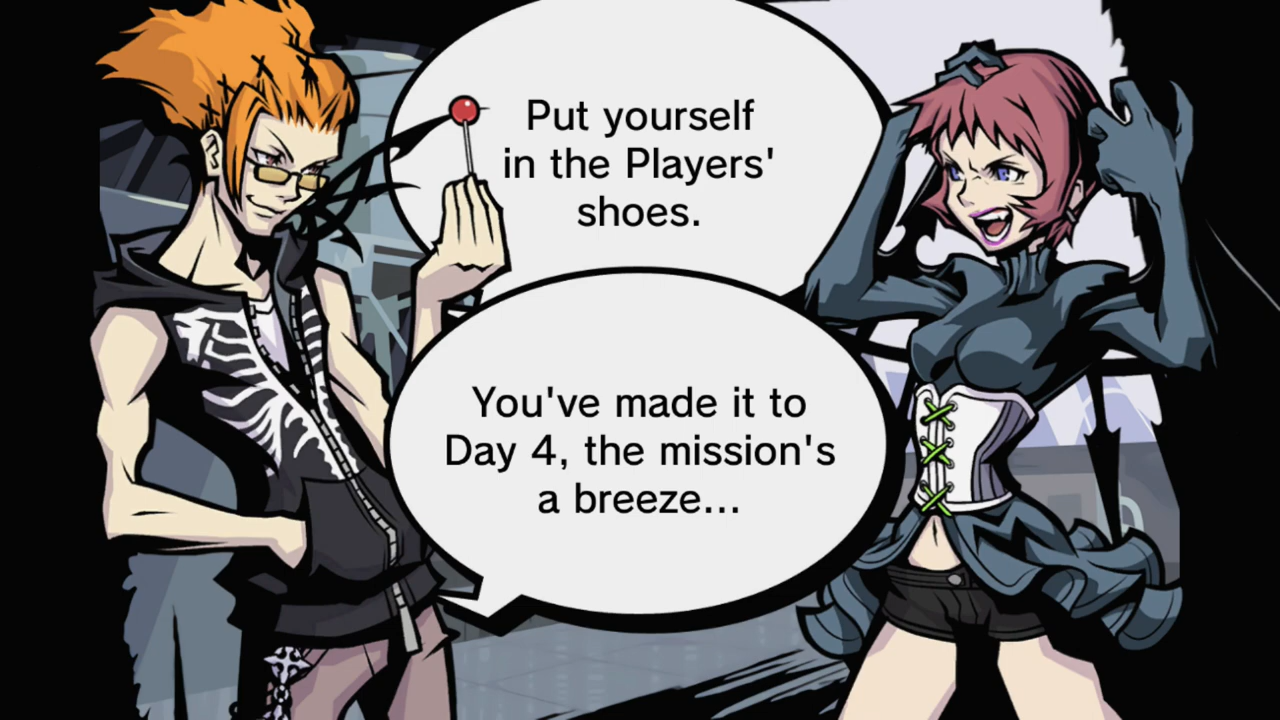 Put yourself
in the Players'
shoes.
You've made it to
Day 4, the mission's
a breeze...